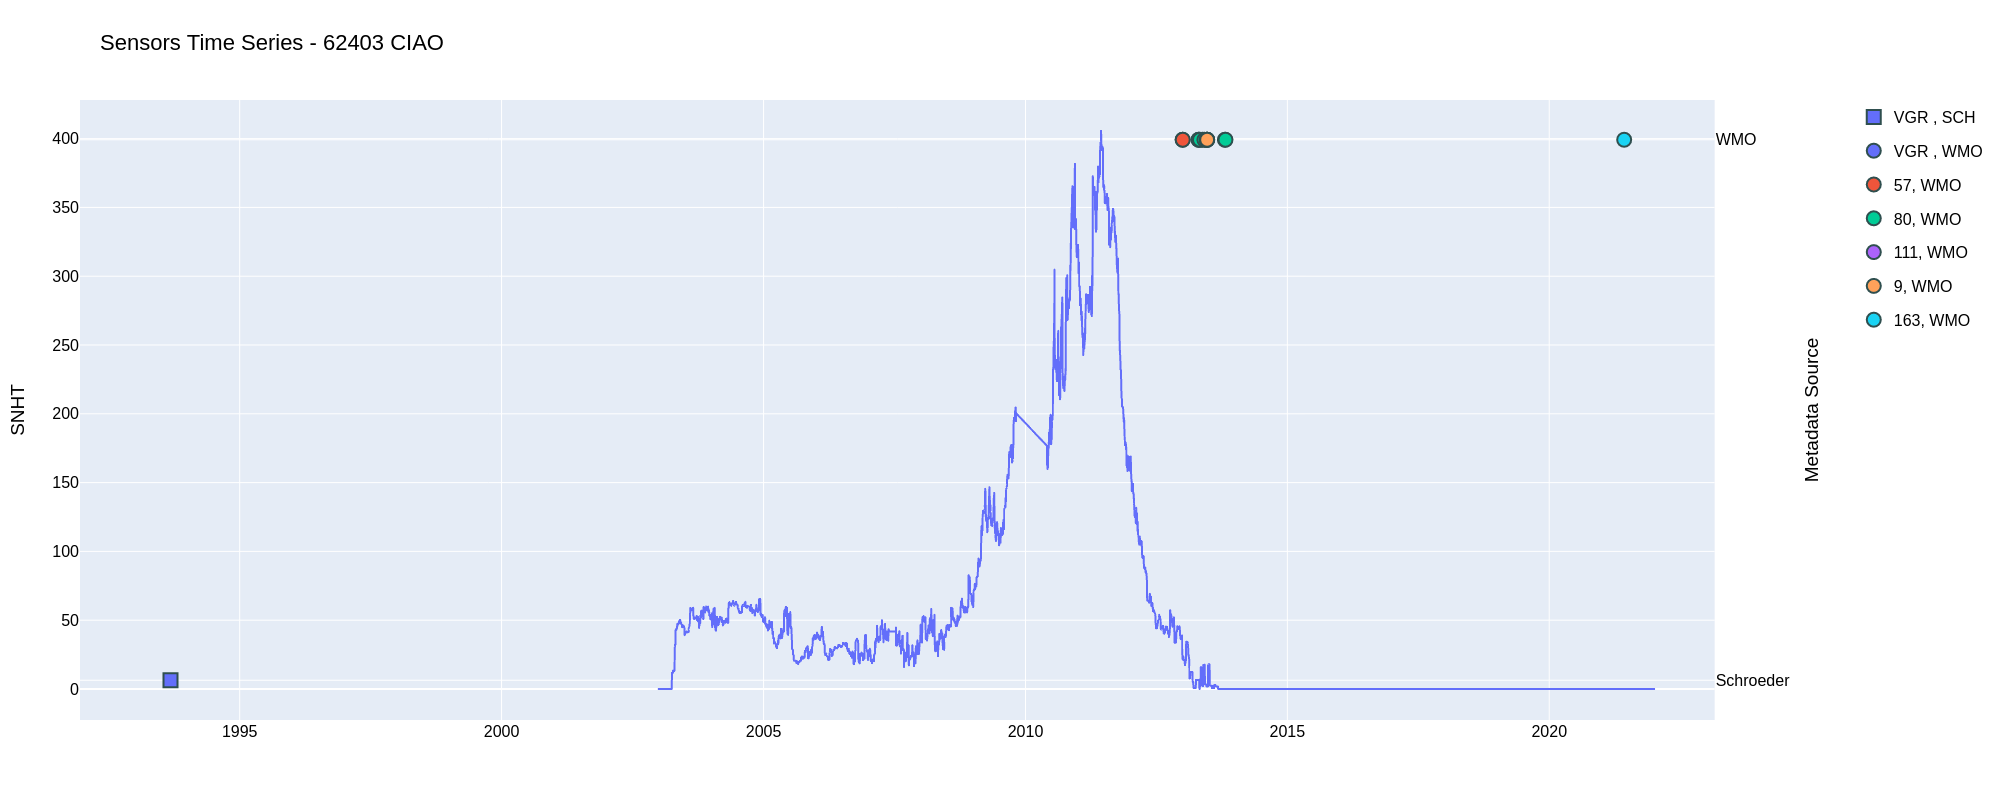 Sensors Time Series - 62403 CIAO
SNHT
400
350
300
250
200
150
100
50
0
1995
2000
2005
2010
2015
2020
WMO
Schroeder
Metadata Source
VGR , SCH
VGR , WMO
57, WMO
80, WMO
111, WMO
9, WMO
163, WMO